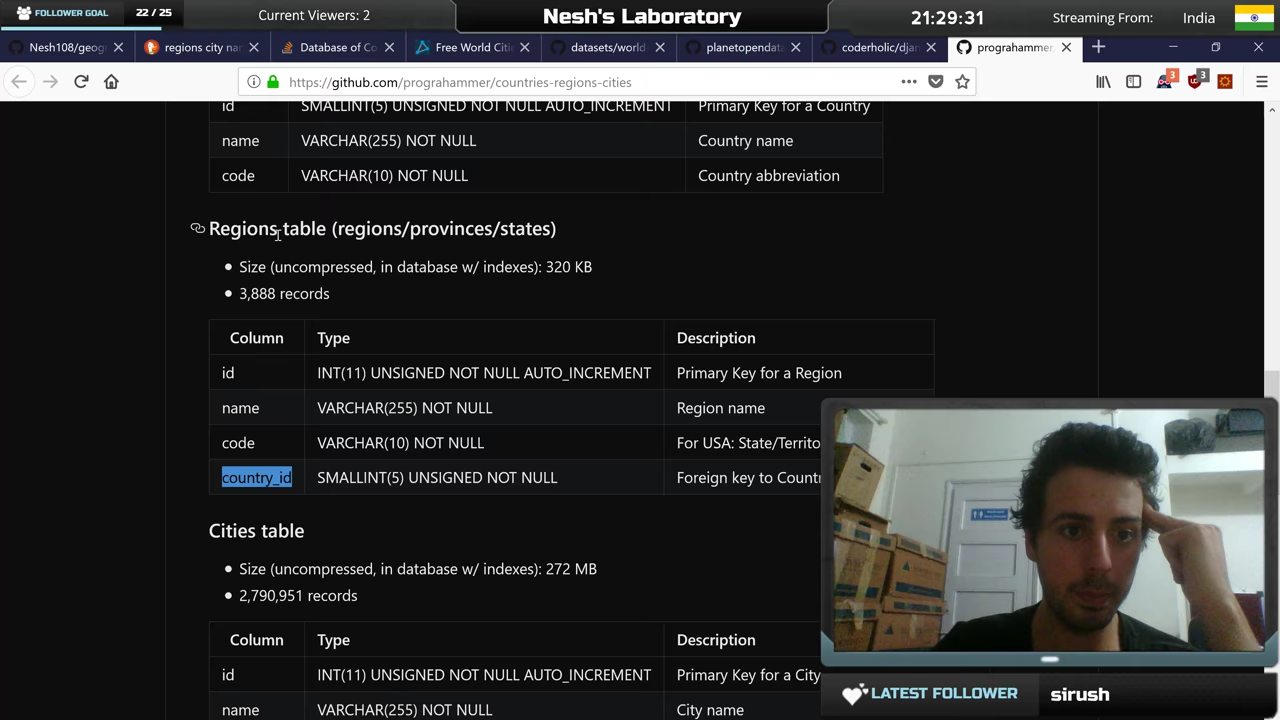 FOLLOWER GOAL 22 / 25 Current Viewers: 2 Nesh's Laboratory 21:29:31 Streaming From: India
Nesh108/geog regions city na Database of Co Free World Citi datasets/world planetopendat coderholic/djan prograhammer
https://github.com/prograhammer/countries-regions-cities 3 3
id SMALLINT(5) UNSIGNED NOT NULL AUTO_INCREMENT Primary Key for a Country
name VARCHAR(255) NOT NULL Country name
code VARCHAR(10) NOT NULL Country abbreviation
Regions table (regions/provinces/states)
Size (uncompressed, in database w/ indexes): 320 KB
3,888 records
Column Type Description
id INT(11) UNSIGNED NOT NULL AUTO_INCREMENT Primary Key for a Region
name VARCHAR(255) NOT NULL Region name
code VARCHAR(10) NOT NULL For USA: State/Territo
country_id SMALLINT(5) UNSIGNED NOT NULL Foreign key to Countr
Cities table
Size (uncompressed, in database w/ indexes): 272 MB
2,790,951 records
Column Type Description
id INT(11) UNSIGNED NOT NULL AUTO_INCREMENT Primary Key for a City
name VARCHAR(255) NOT NULL City name
LATEST FOLLOWER sirush